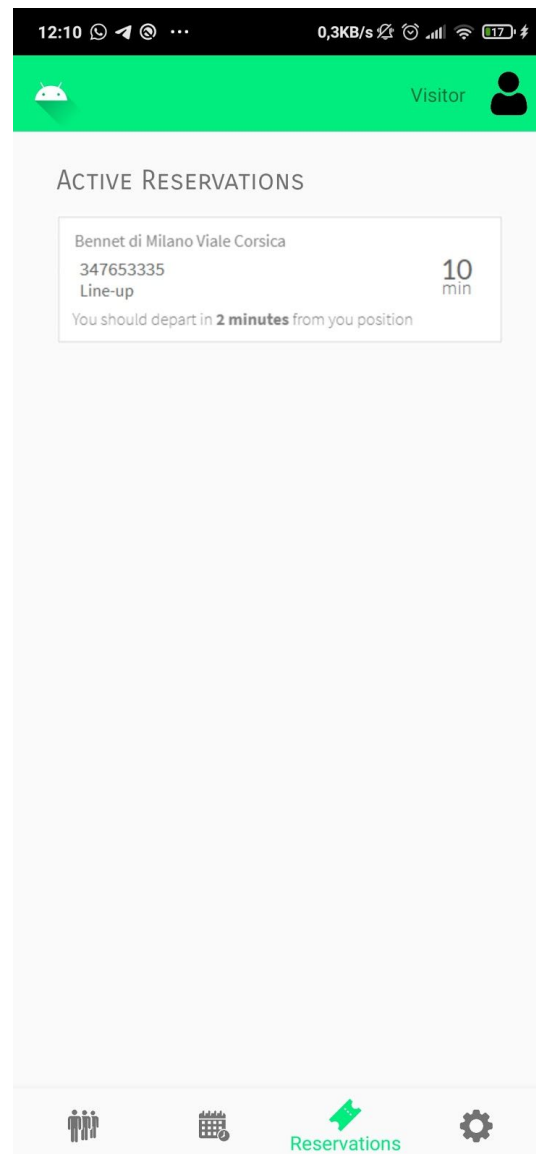 12:10 ... 0,3KB/s 17
Visitor
Active Reservations
Bennet di Milano Viale Corsica
347653335
10
Line-up
min
You should depart in 2 minutes from you position
Reservations